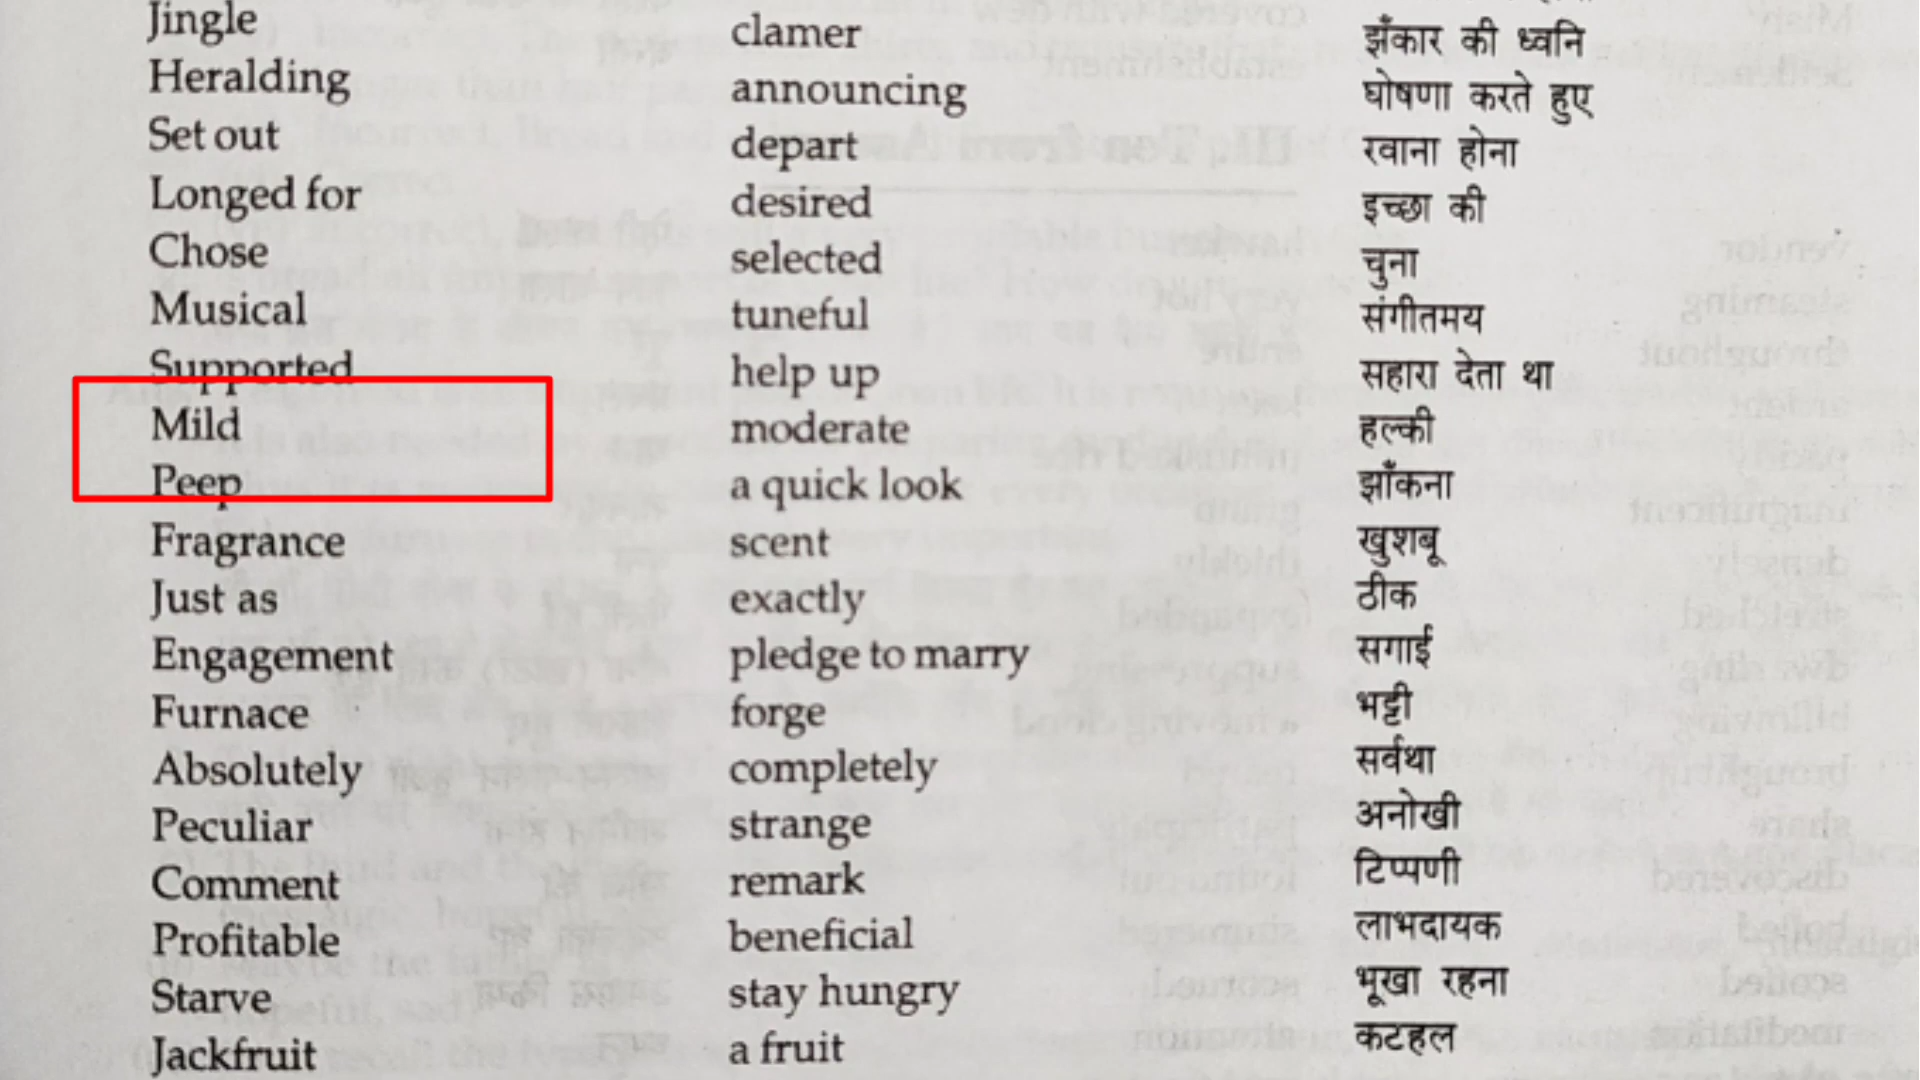 Jingle clamer झँकार की ध्वनि
Heralding announcing घोषणा करते हुए
Set out depart रवाना होना
Longed for desired इच्छा की
Chose selected चुना
Musical tuneful संगीतमय
Supported help up सहारा देता था
Mild moderate हल्की
Peep a quick look झाँकना
Fragrance scent खुशबू
Just as exactly ठीक
Engagement pledge to marry सगाई
Furnace forge भट्टी
Absolutely completely सर्वथा
Peculiar strange अनोखी
Comment remark टिप्पणी
Profitable beneficial लाभदायक
Starve stay hungry भूखा रहना
Jackfruit a fruit कटहल